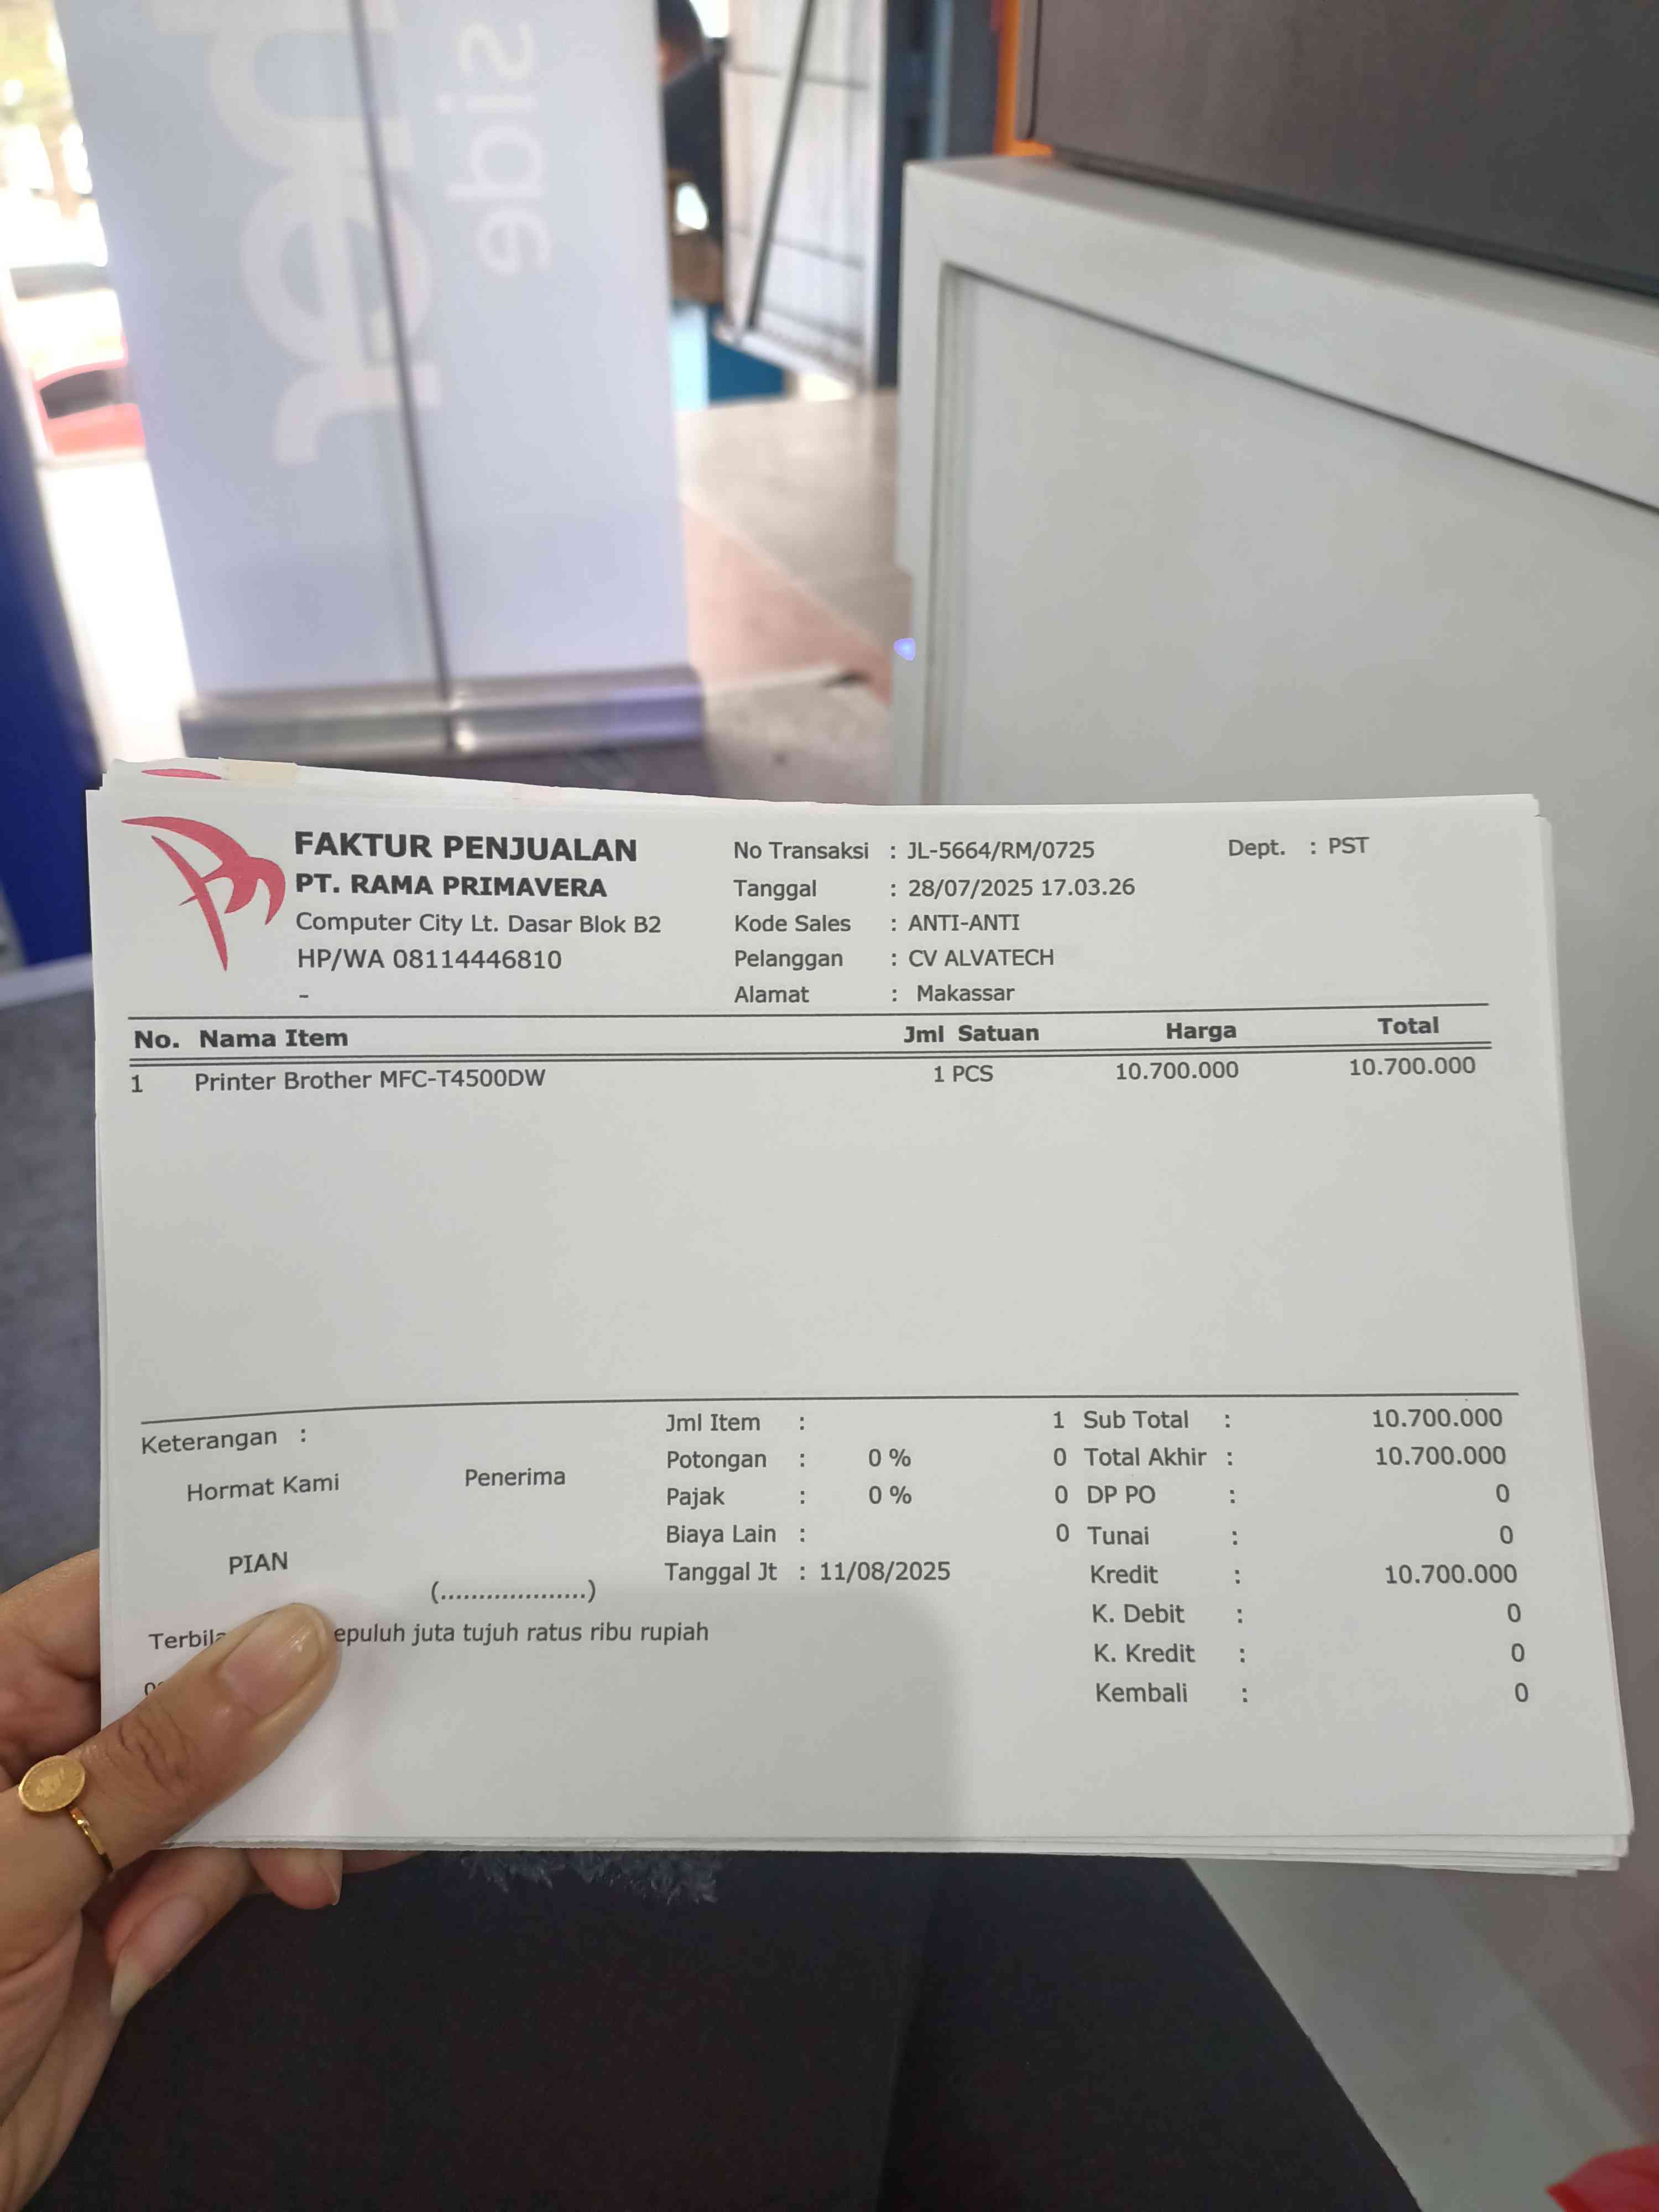 side
FAKTUR PENJUALAN
PT. RAMA PRIMAVERA
Computer City Lt. Dasar Blok B2
HP/WA 08114446810
-
No Transaksi : JL-5664/RM/0725
Tanggal : 28/07/2025 17.03.26
Kode Sales : ANTI-ANTI
Pelanggan : CV ALVATECH
Alamat : Makassar
Dept. : PST
No. Nama Item Jml Satuan Harga Total
1 Printer Brother MFC-T4500DW 1 PCS 10.700.000 10.700.000
Keterangan :
Hormat Kami Penerima
PIAN
(...................)
Jml Item : 1
Potongan : 0 % 0
Pajak : 0 % 0
Biaya Lain : 0
Tanggal Jt : 11/08/2025
Sub Total : 10.700.000
Total Akhir : 10.700.000
DP PO : 0
Tunai : 0
Kredit : 10.700.000
K. Debit : 0
K. Kredit : 0
Kembali : 0
juta tujuh ratus ribu rupiah